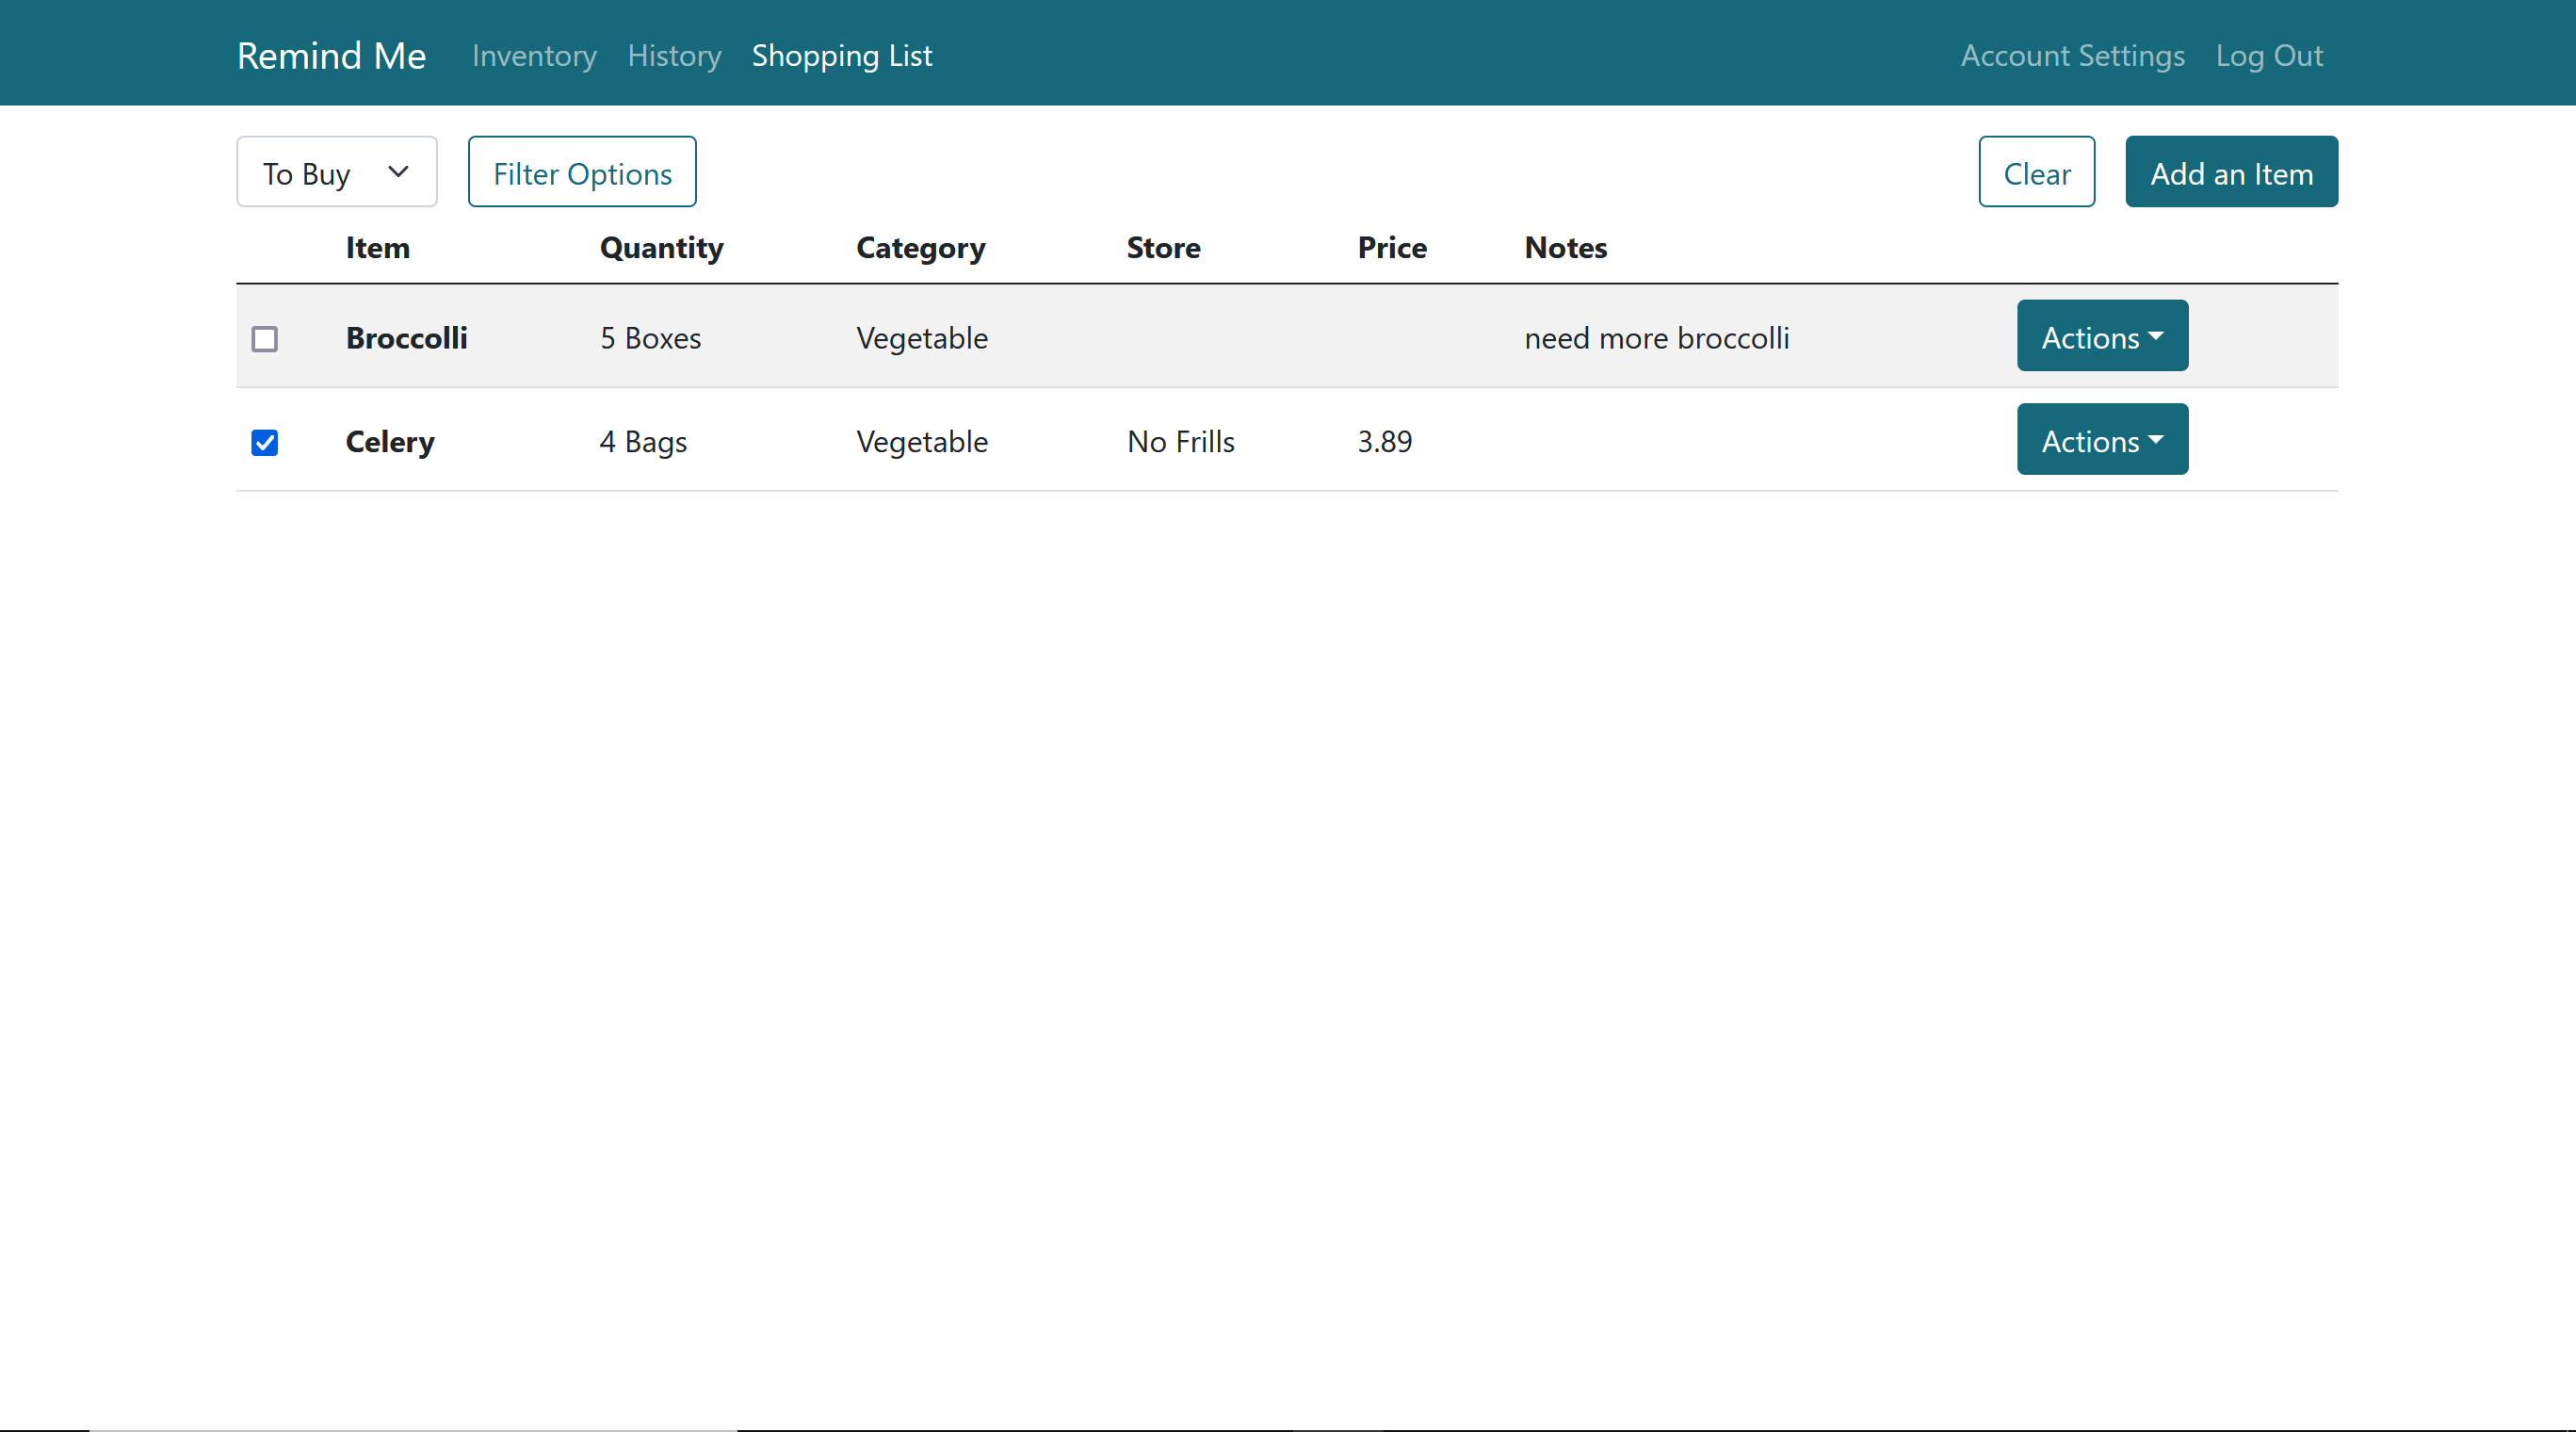 Remind Me Inventory History Shopping List Account Settings Log Out
To Buy Filter Options Clear Add an Item
Item Quantity Category Store Price Notes
Broccolli 5 Boxes Vegetable need more broccolli Actions
Celery 4 Bags Vegetable No Frills 3.89 Actions